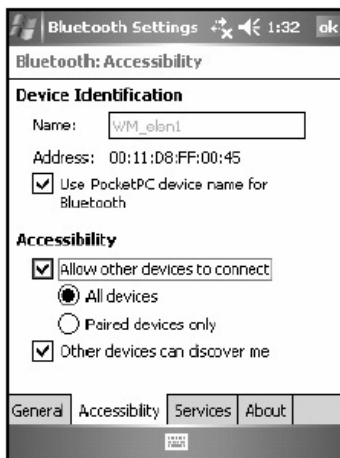 Bluetooth Settings 1:32 ok
Bluetooth: Accessibility
Device Identification
Name: WM_elen1
Address: 00:11:D8:FF:00:45
Use PocketPC device name for
Bluetooth
Accessibility
Allow other devices to connect
All devices
Paired devices only
Other devices can discover me
General Accessibility Services About